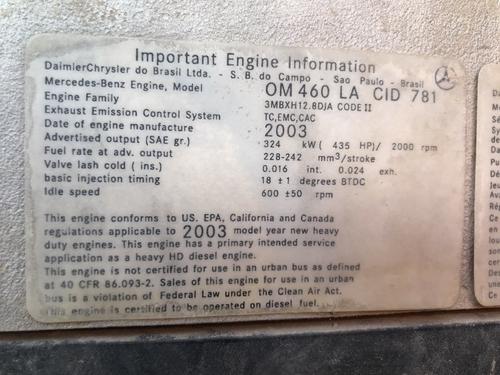 Important Engine Information
DaimlerChrysler do Brasil Ltda. - S. B. do Campo - Sao Paulo - Brasil
Mercedes-Benz Engine, Model OM 460 LA CID 781
Engine Family 3MBXH12.8DJA CODE II
Exhaust Emission Control System TC,EMC,CAC
Date of engine manufacture 2003
Advertised output (SAE gr.) 324 kW ( 435 HP)/ 2000 rpm
Fuel rate at adv. output 228-242 mm³/stroke
Valve lash cold ( ins.) 0.016 int. 0.024 exh.
basic injection timing 18 ±1 degrees BTDC
Idle speed 600 ±50 rpm
This engine conforms to US. EPA, California and Canada
regulations applicable to 2003 model year new heavy
duty engines. This engine has a primary intended service
application as a heavy HD diesel engine.
This engine is not certified for use in an urban bus as defined
at 40 CFR 86.093-2. Sales of this engine for use in an urban
bus is a violation of Federal Law under the Clean Air Act.
This engine is certified to be operated on diesel fuel.